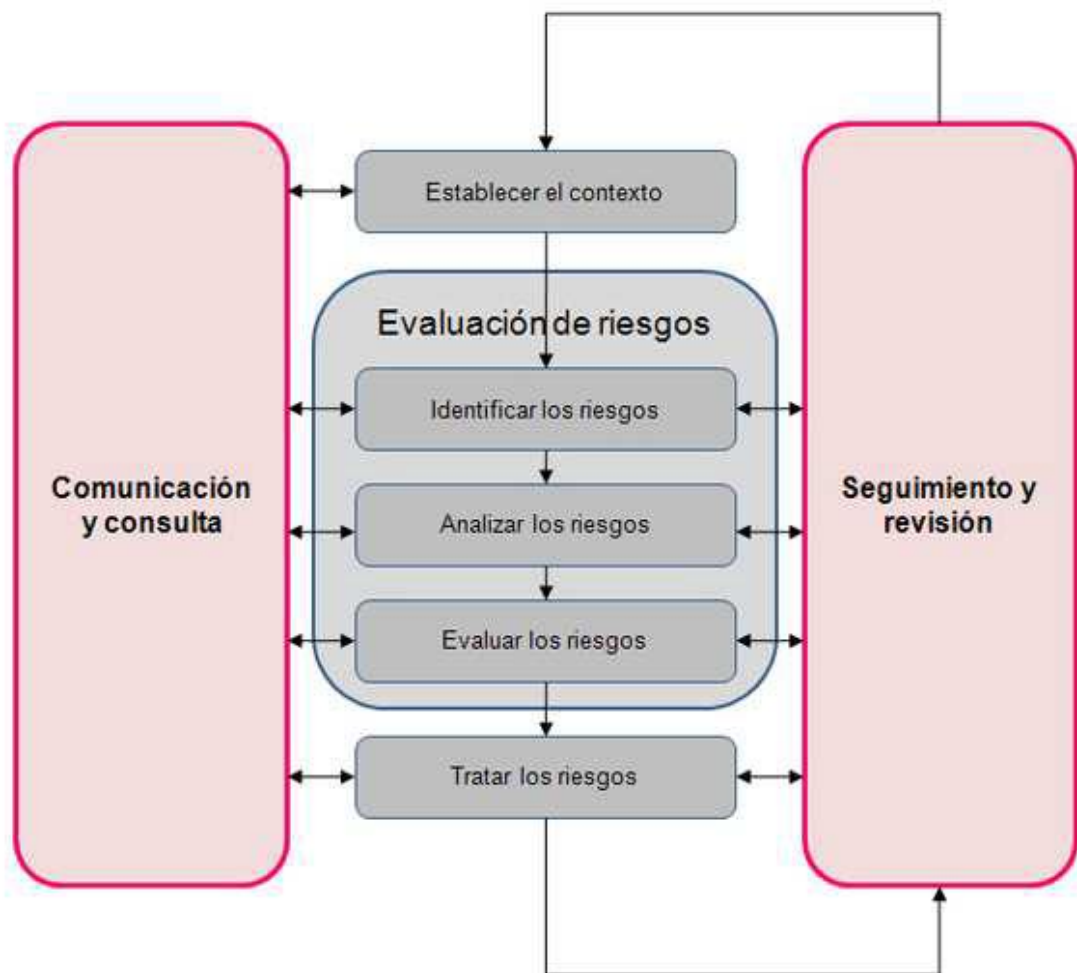 Establecer el contexto
Evaluación de riesgos
Identificar los riesgos
Comunicación
y consulta
Seguimiento y
revisión
Analizar los riesgos
Evaluar los riesgos
Tratar los riesgos